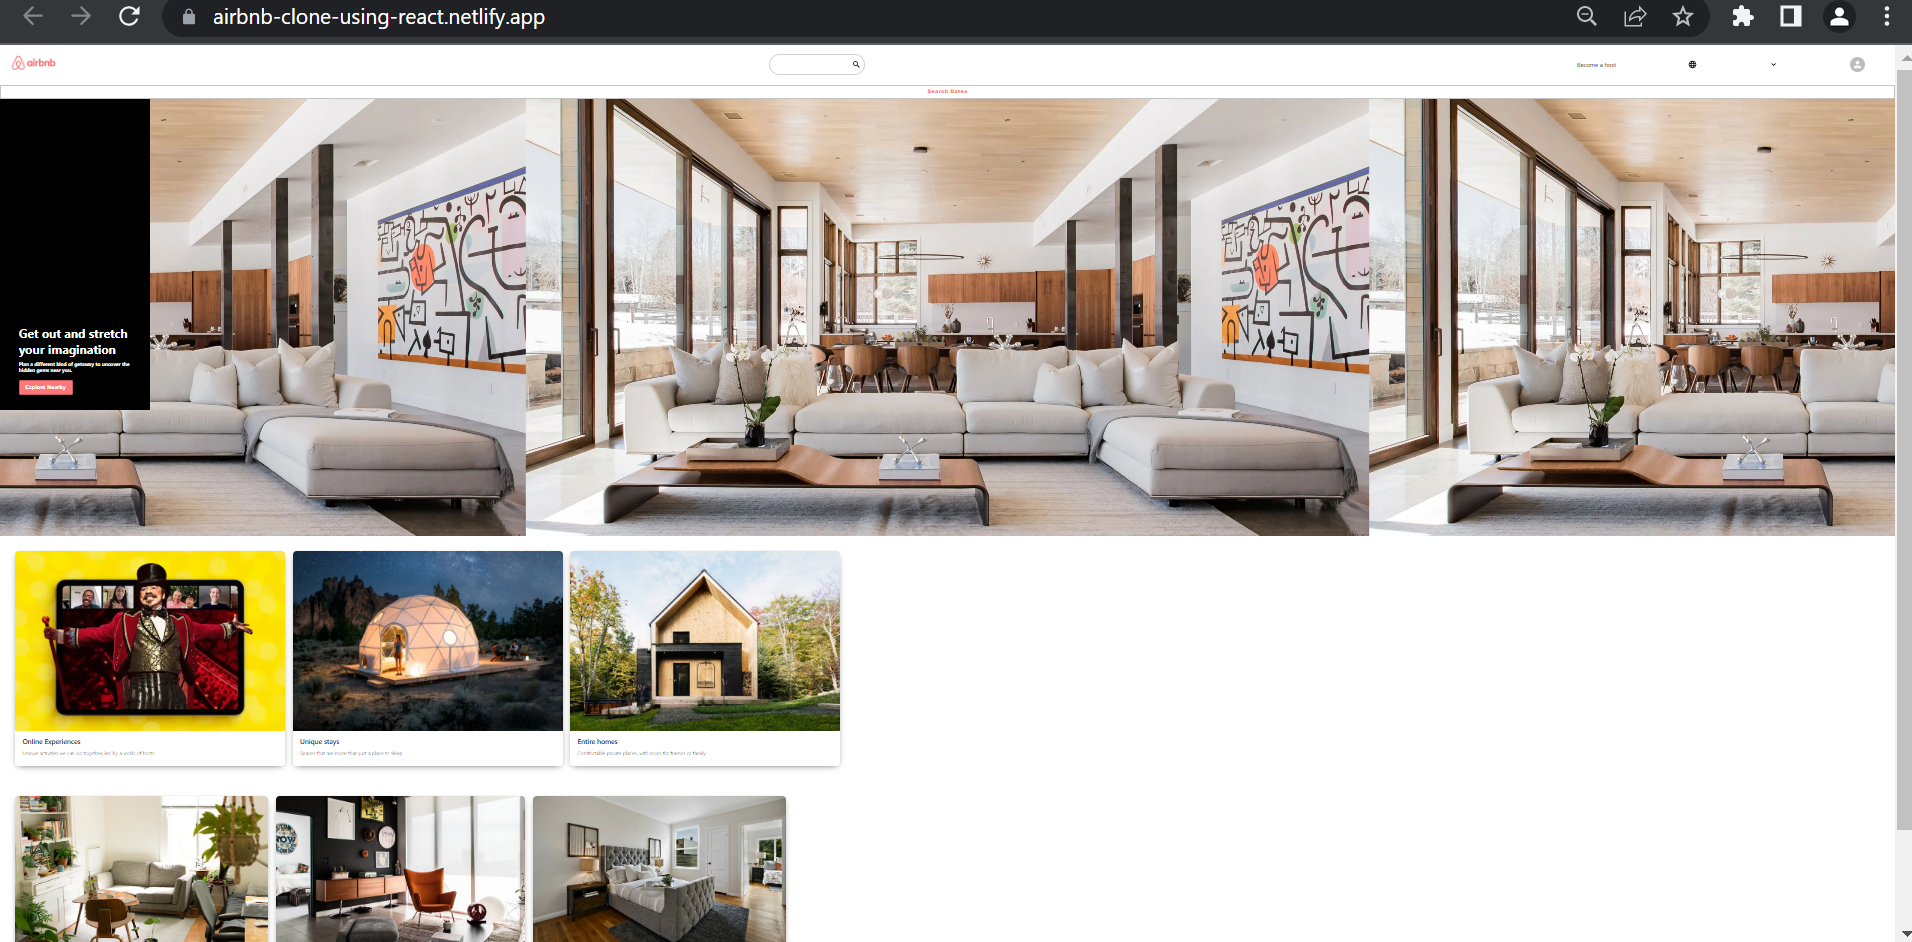 airbnb-clone-using-react.netlify.app
airbnb
Become a host
Search Dates
Get out and stretch
your imagination
Plan a different kind of getaway to uncover the
hidden gems near you.
Explore Nearby
Online Experiences
Unique activities we can do together, led by a world of hosts
Unique stays
Spaces that are more than just a place to sleep
Entire homes
Comfortable private places, with room for friends or family